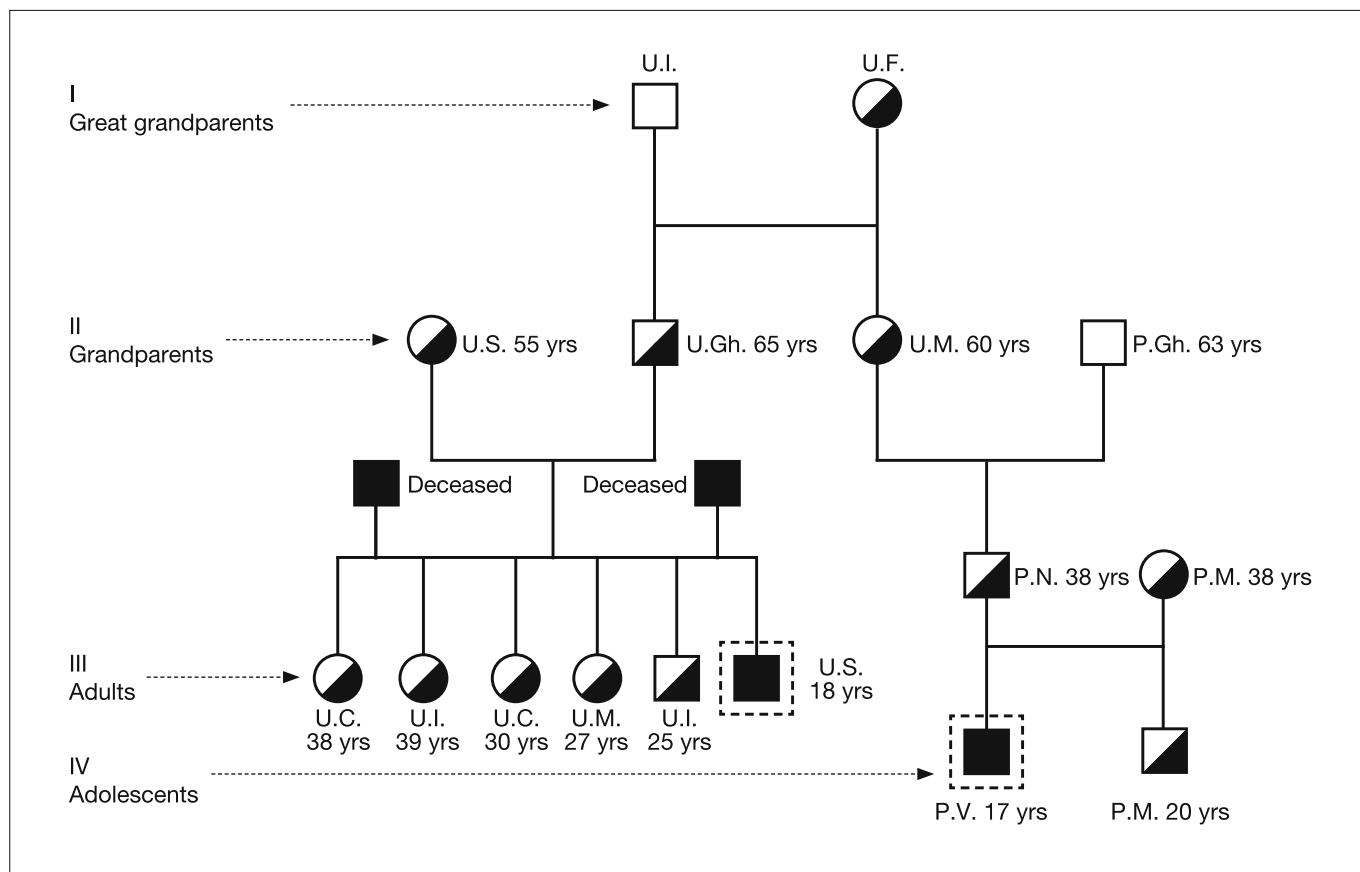 U.I.
U.F.
I
Great grandparents
II
Grandparents
U.S. 55 yrs
U.Gh. 65 yrs
U.M. 60 yrs
P.Gh. 63 yrs
Deceased
Deceased
P.N. 38 yrs
P.M. 38 yrs
III
Adults
U.C.
38 yrs
U.I.
39 yrs
U.C.
30 yrs
U.M.
27 yrs
U.I.
25 yrs
U.S.
18 yrs
IV
Adolescents
P.V. 17 yrs
P.M. 20 yrs